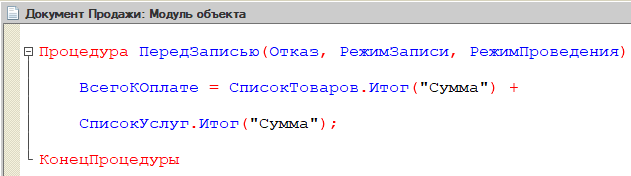 Документ Продажи: Модуль объекта
Процедура ПередЗаписью(Отказ, РежимЗаписи, РежимПроведения)
ВсегоКОплате = СписокТоваров.Итог("Сумма") +
СписокУслуг.Итог("Сумма");
КонецПроцедуры